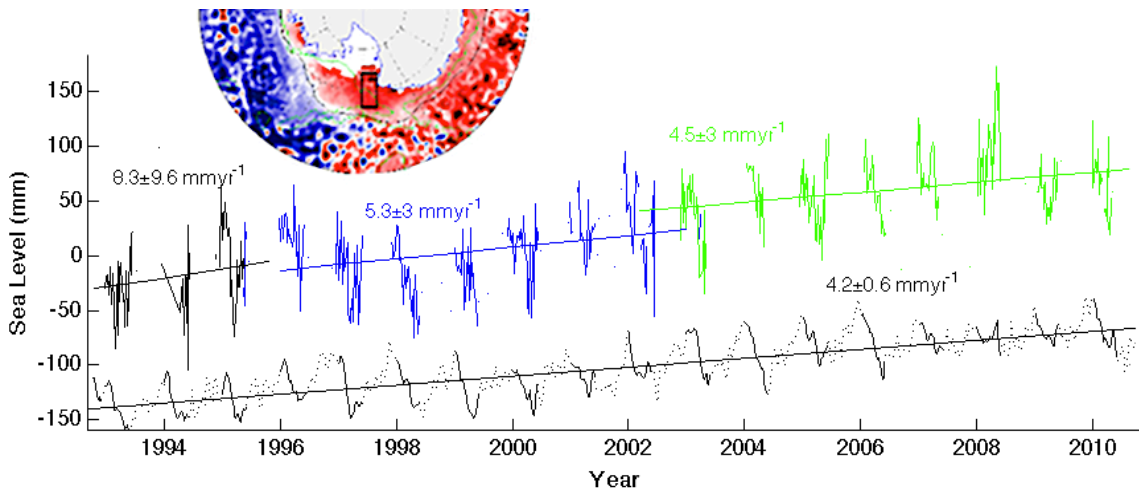 150
100
50
0
-50
-100
-150
Sea Level (mm)
8.3±9.6 mmyr⁻¹
5.3±3 mmyr⁻¹
4.5±3 mmyr⁻¹
4.2±0.6 mmyr⁻¹
1994 1996 1998 2000 2002 2004 2006 2008 2010
Year